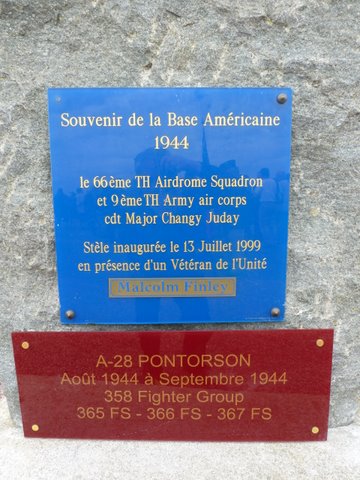 Souvenir de la Base Américaine
1944
le 66ème TH Airdrome Squadron
et 9ème TH Army air corps
cdt Major Changy Juday
Stèle inaugurée le 13 Juillet 1999
en présence d'un Vétéran de l'Unité
Malcolm Finley
A-28 PONTORSON
Août 1944 à Septembre 1944
358 Fighter Group
365 FS - 366 FS - 367 FS